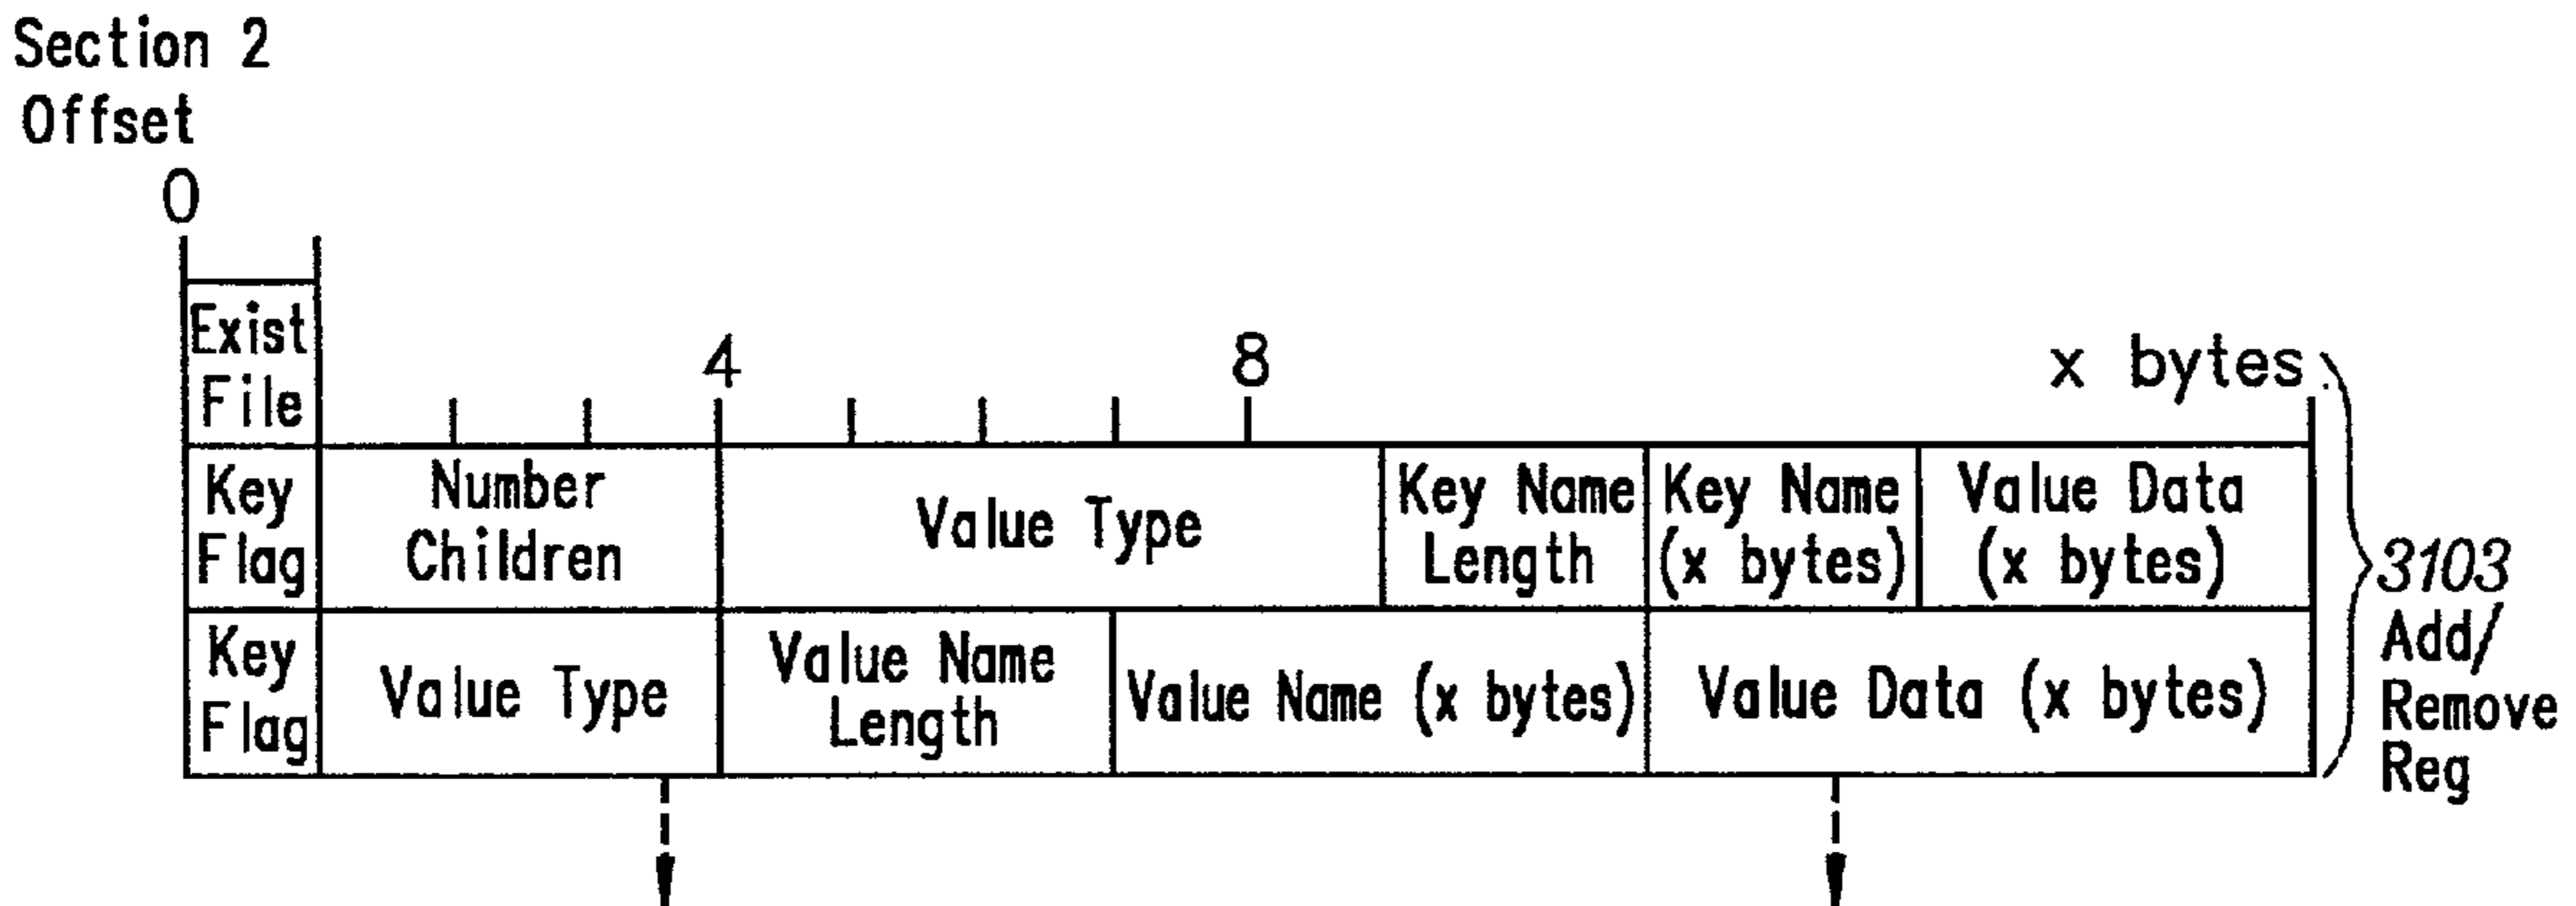 Section 2
Offset
0
Exist
File
4
8
x bytes
Key
Flag
Number
Children
Value Type
Key Name
Length
Key Name
(x bytes)
Value Data
(x bytes)
Key
Flag
Value Type
Value Name
Length
Value Name (x bytes)
Value Data (x bytes)
3103
Add/
Remove
Reg